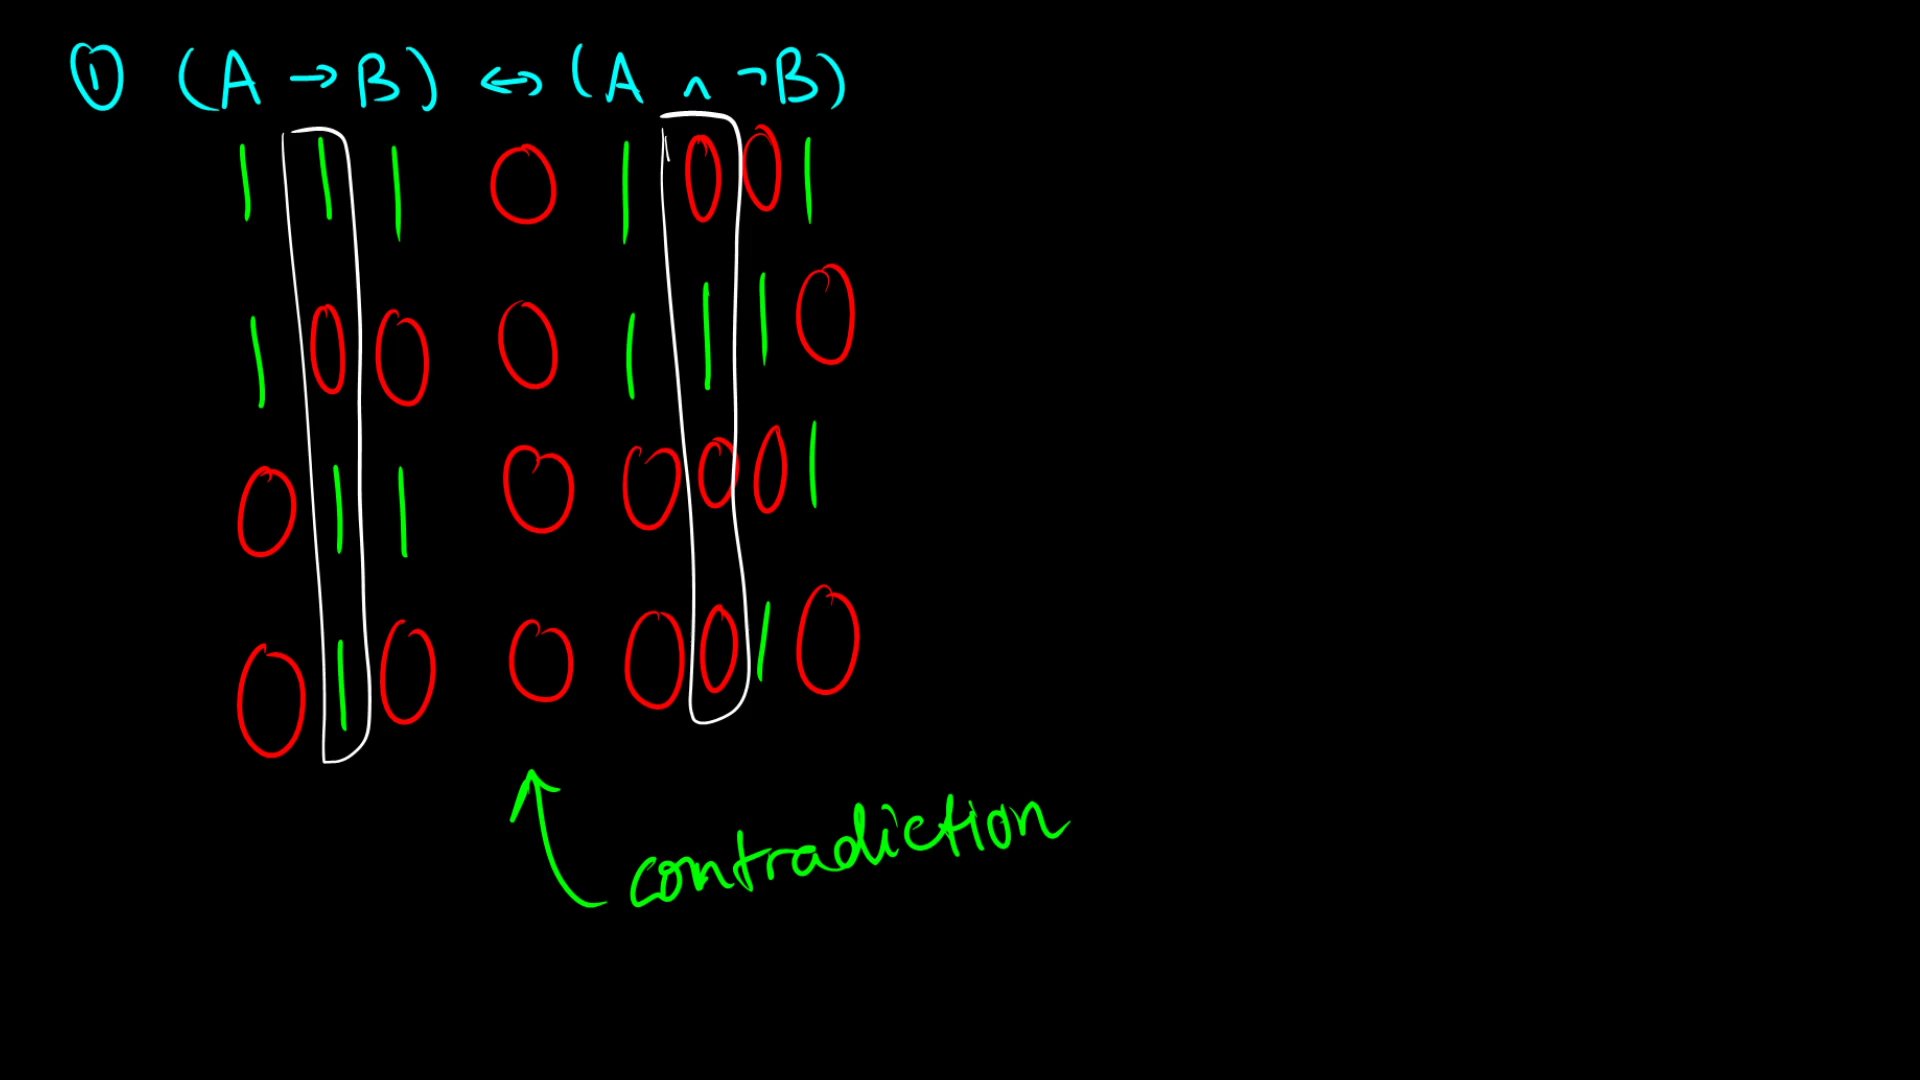 ① (A → B) ↔ (A ∧ ¬B)
1 1 1 0 1 0 0 1
1 0 0 0 1 1 1 0
0 1 1 0 0 0 0 1
0 1 0 0 0 0 1 0
contradiction